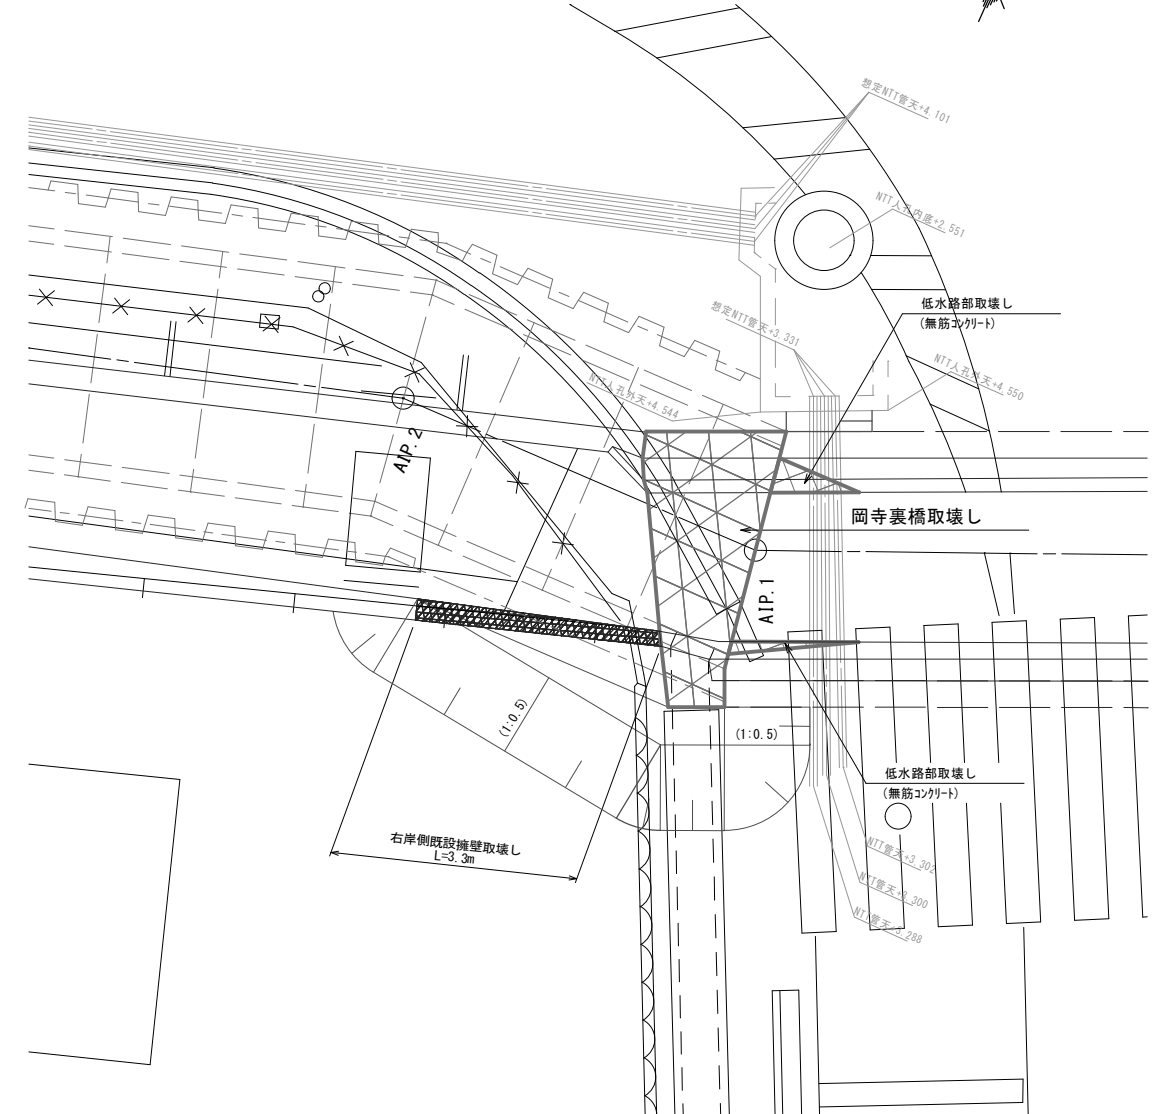 想定NTT管天+4.101
NTT人孔内底+2.551
低水路部取壊し
(無筋コンクリート)
想定NTT管天+3.331
NTT人孔外天+4.550
NTT人孔外天+4.544
AIP.2
岡寺裏橋取壊し
AIP.1
(1:0.5)
(1:0.5)
低水路部取壊し
(無筋コンクリート)
右岸側既設擁壁取壊し
L=3.3m
NTT管天+3.302
NTT管天+3.300
NTT管天+3.288